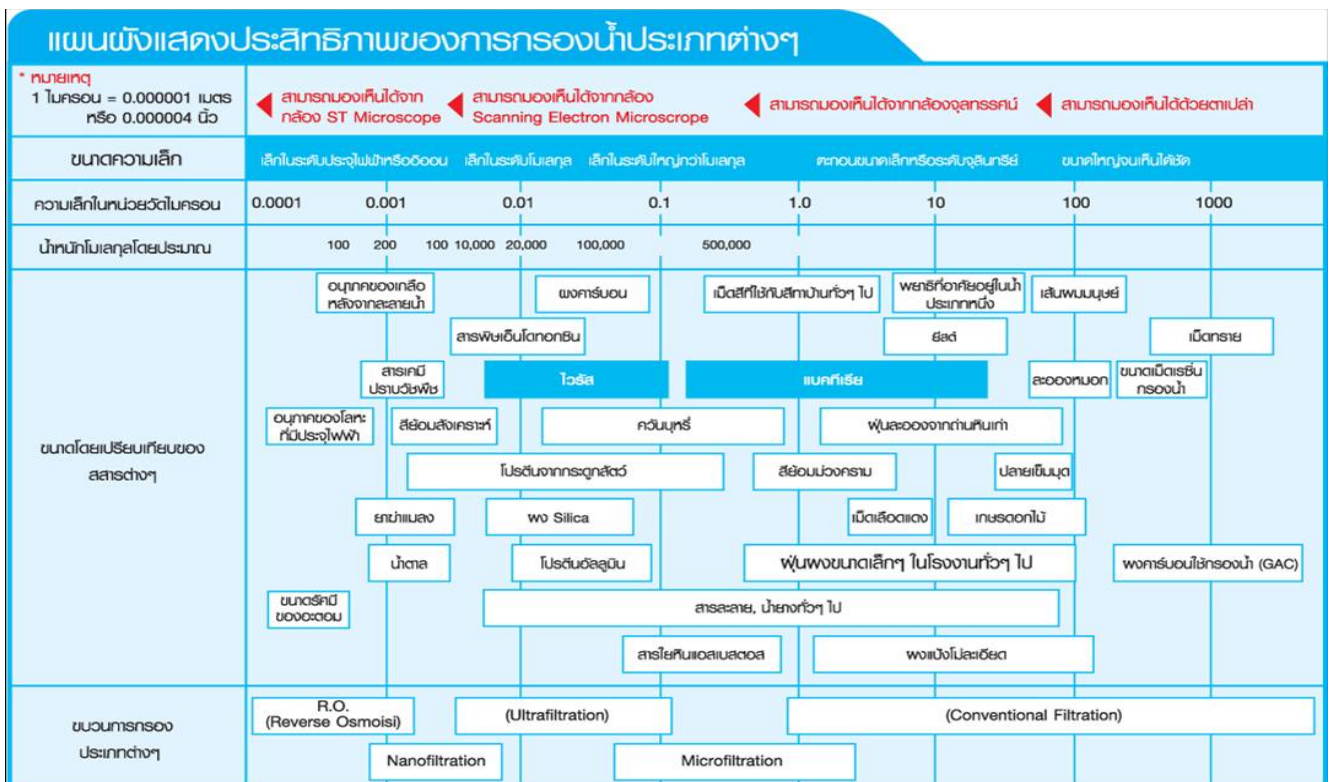 แผนผังแสดงประสิทธิภาพของการกรองน้ำประเภทต่างๆ
* หมายเหตุ
1 ไมครอน = 0.000001 เมตร
หรือ 0.000004 นิ้ว
สามารถมองเห็นได้จาก
กล้อง ST Microscope
สามารถมองเห็นได้จากกล้อง
Scanning Electron Microscrope
สามารถมองเห็นได้จากกล้องจุลทรรศน์
สามารถมองเห็นได้ด้วยตาเปล่า
ขนาดความเล็ก
เล็กในระดับประจุไฟฟ้าหรืออิออน
เล็กในระดับโมเลกุล
เล็กในระดับใหญ่กว่าโมเลกุล
ตะกอนขนาดเล็กหรือระดับจุลินทรีย์
ขนาดใหญ่จนเห็นได้ชัด
ความเล็กในหน่วยวัดไมครอน
0.0001 0.001 0.01 0.1 1.0 10 100 1000
น้ำหนักโมเลกุลโดยประมาณ
100 200 100 10,000 20,000 100,000 500,000
ขนาดโดยเปรียบเทียบของ
สสารต่างๆ
อนุภาคของเกลือ
หลังจากละลายน้ำ
ผงคาร์บอน
เม็ดสีที่ใช้กับสีทาบ้านทั่วๆ ไป
พยาธิที่อาศัยอยู่ในน้ำ
ประเภทหนึ่ง
เส้นผมมนุษย์
สารพิษเอ็นโดทอกซิน
ยีสต์
เม็ดทราย
สารเคมี
ปราบวัชพืช
ไวรัส
แบคทีเรีย
ละอองหมอก
ขนาดเม็ดเรซิ่น
กรองน้ำ
อนุภาคของโลหะ
ที่มีประจุไฟฟ้า
สีย้อมสังเคราะห์
ควันบุหรี่
ฝุ่นละอองจากถ่านหินเก่า
โปรตีนจากกระดูกสัตว์
สีย้อมม่วงคราม
ปลายเข็มมุด
ยาฆ่าแมลง
ผง Silica
เม็ดเลือดแดง
เกษรดอกไม้
น้ำตาล
โปรตีนอัลลูมิน
ฝุ่นผงขนาดเล็กๆ ในโรงงานทั่วๆ ไป
ผงคาร์บอนใช้กรองน้ำ (GAC)
ขนาดรัศมี
ของอะตอม
สารละลาย, น้ำยางทั่วๆ ไป
สารใยหินแอสเบสตอส
ผงแป้งโม่ละเอียด
ขบวนการกรอง
ประเภทต่างๆ
R.O.
(Reverse Osmoisi)
(Ultrafiltration)
(Conventional Filtration)
Nanofiltration
Microfiltration